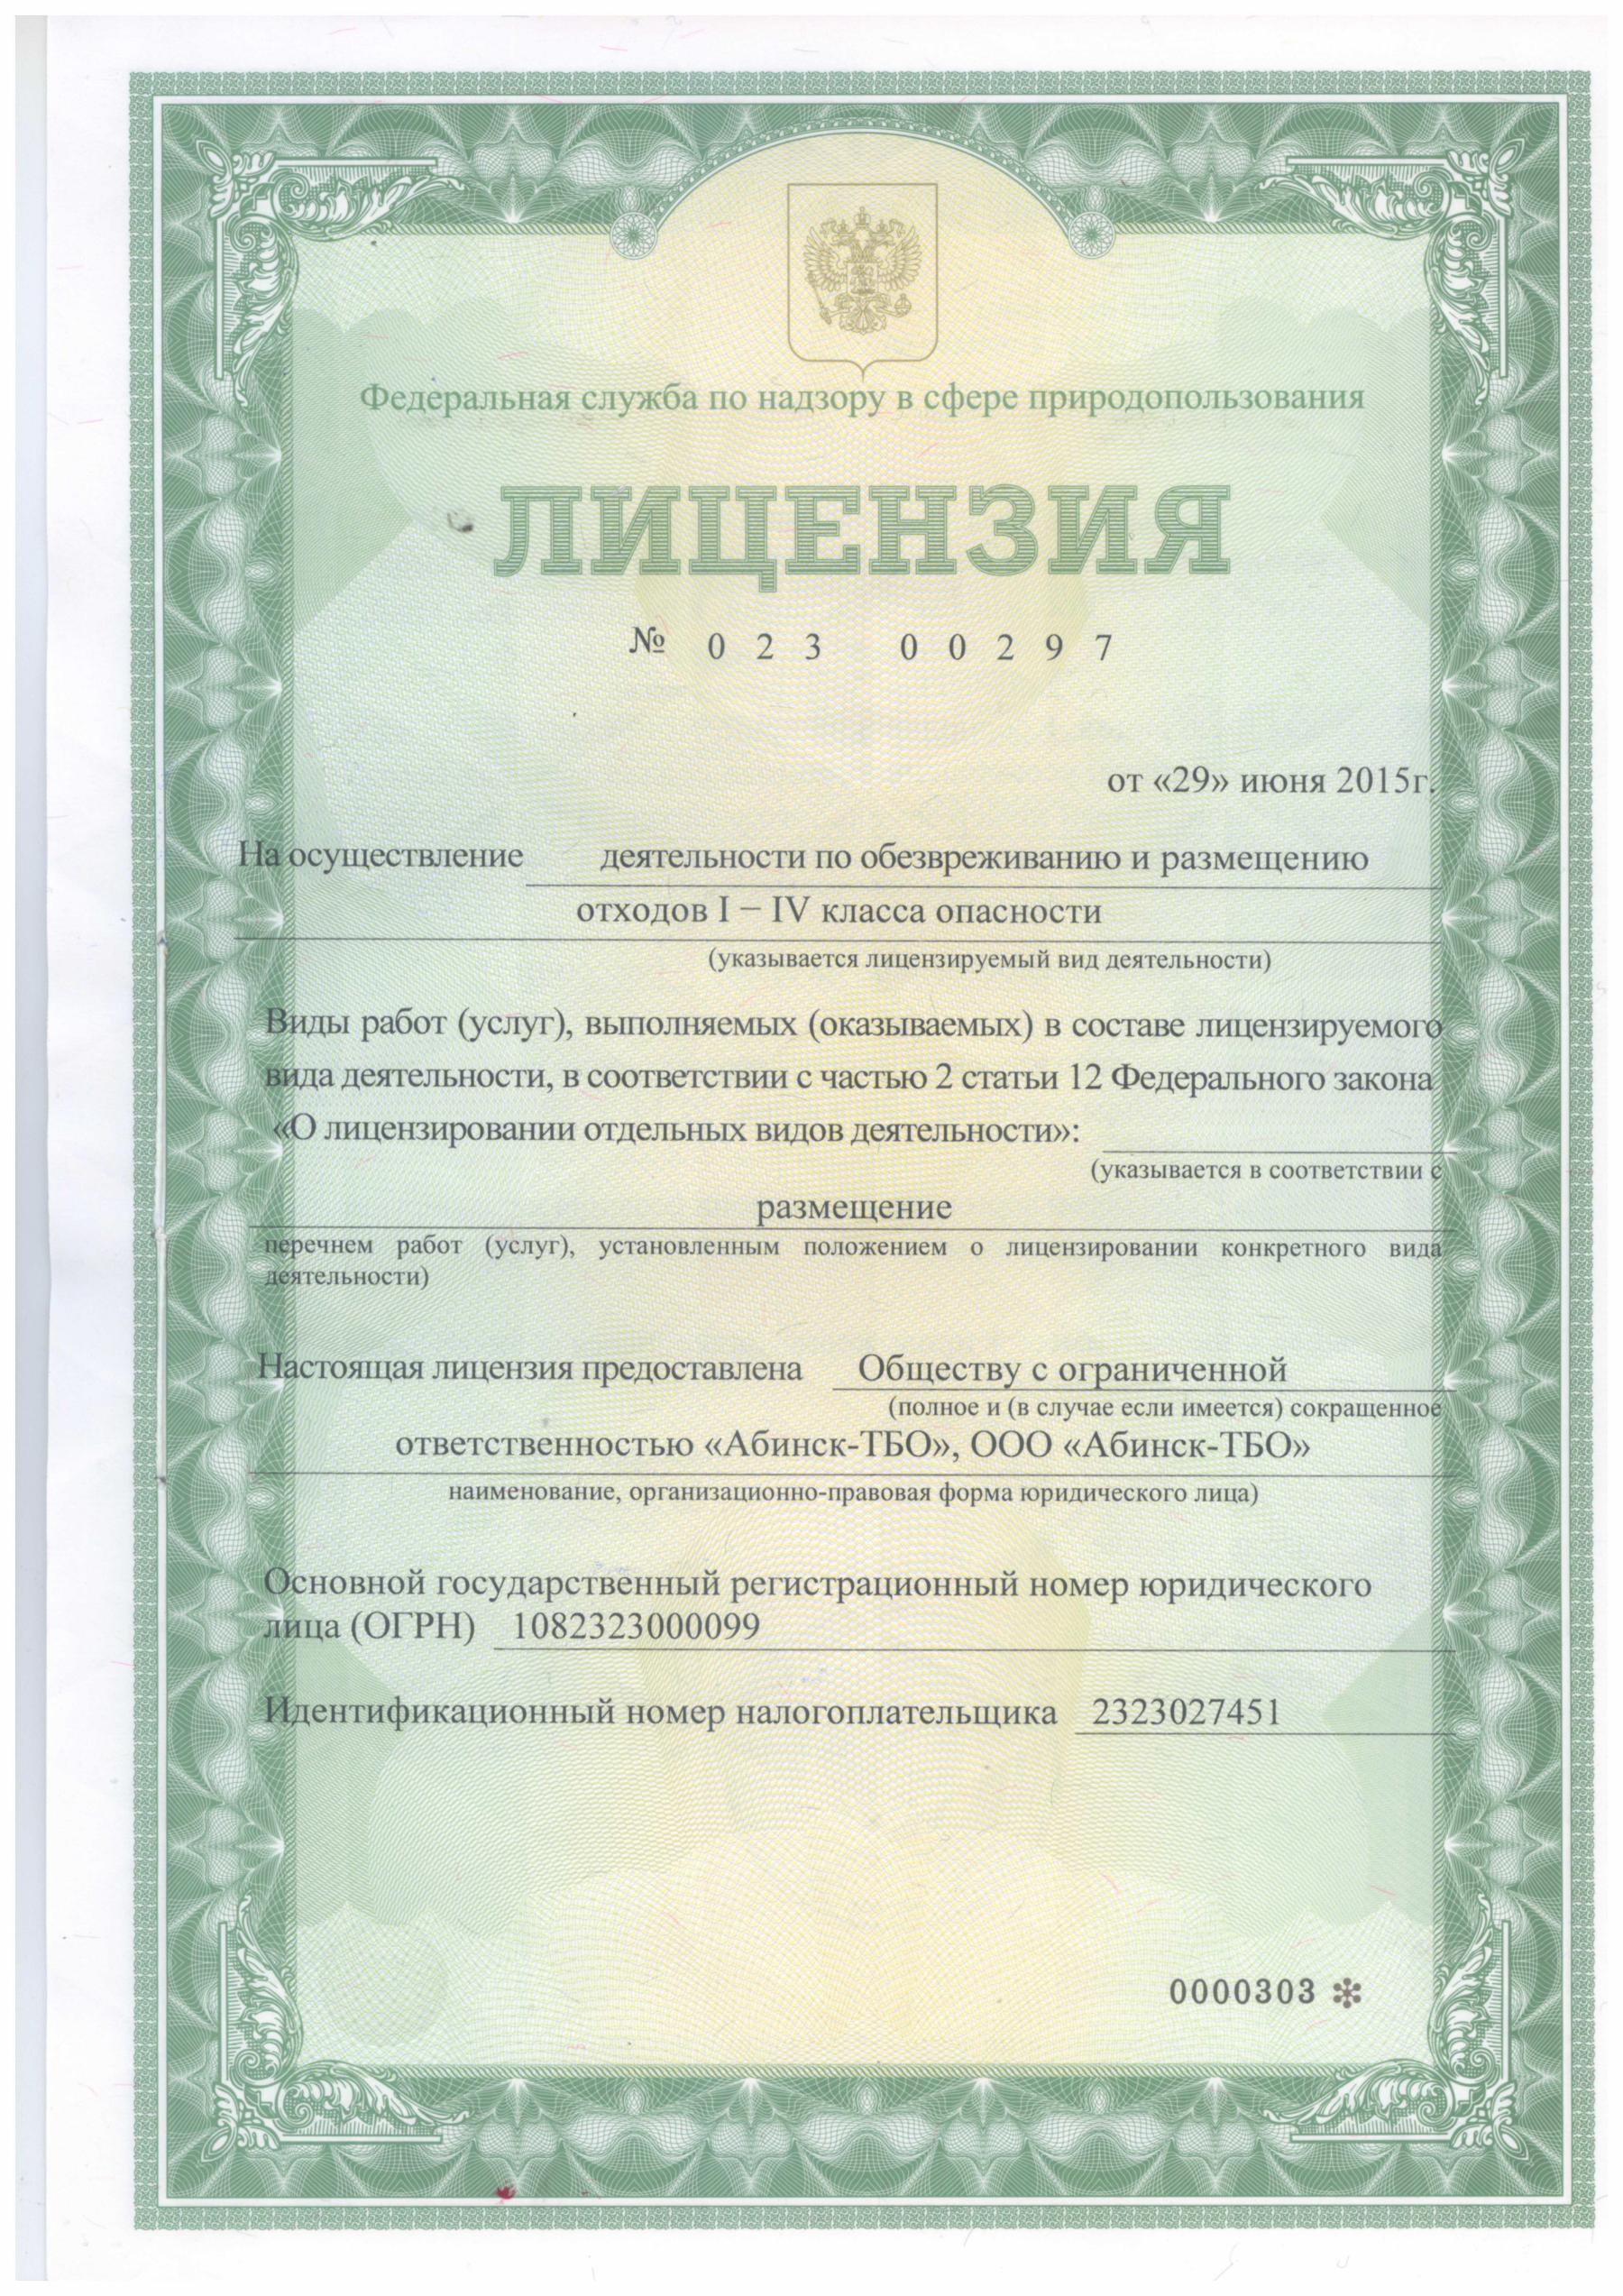 Федеральная служба по надзору в сфере природопользования
ЛИЦЕНЗИЯ
№ 023 00297
от «29» июня 2015г.
На осуществление деятельности по обезвреживанию и размещению
отходов I – IV класса опасности
(указывается лицензируемый вид деятельности)
Виды работ (услуг), выполняемых (оказываемых) в составе лицензируемого
вида деятельности, в соответствии с частью 2 статьи 12 Федерального закона
«О лицензировании отдельных видов деятельности»:
(указывается в соответствии с
размещение
перечнем работ (услуг), установленным положением о лицензировании конкретного вида
деятельности)
Настоящая лицензия предоставлена Обществу с ограниченной
(полное и (в случае если имеется) сокращенное
ответственностью «Абинск-ТБО», ООО «Абинск-ТБО»
наименование, организационно-правовая форма юридического лица)
Основной государственный регистрационный номер юридического
лица (ОГРН) 1082323000099
Идентификационный номер налогоплательщика 2323027451
0000303 ✻